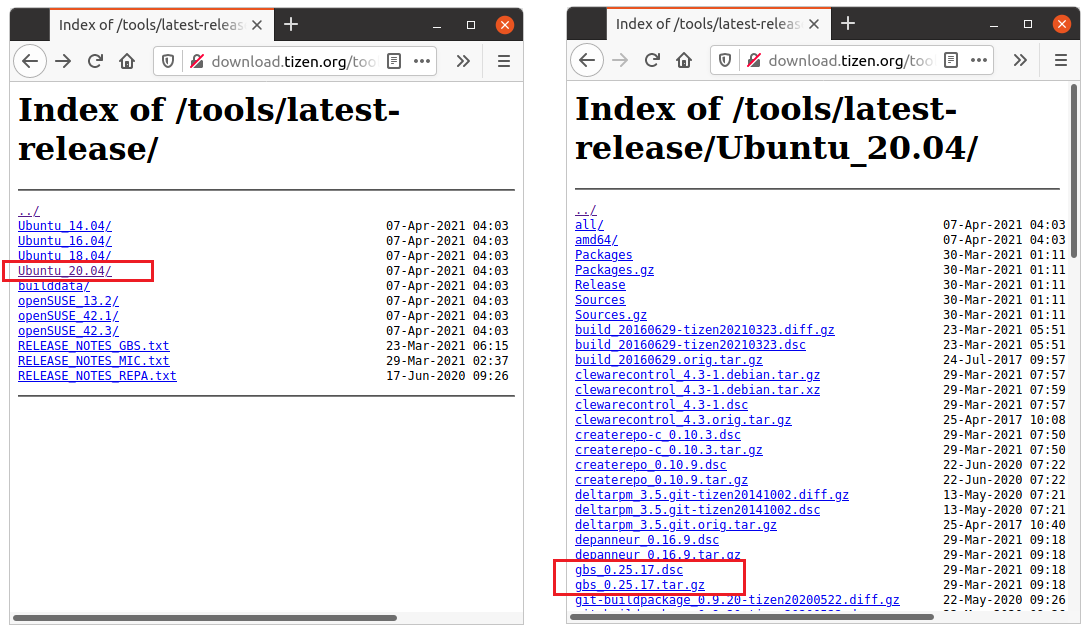 Index of /tools/latest-releas
download.tizen.org/too
Index of /tools/latest-
release/
../
Ubuntu_14.04/ 07-Apr-2021 04:03
Ubuntu_16.04/ 07-Apr-2021 04:03
Ubuntu_18.04/ 07-Apr-2021 04:03
Ubuntu_20.04/ 07-Apr-2021 04:03
builddata/ 07-Apr-2021 04:03
openSUSE_13.2/ 07-Apr-2021 04:03
openSUSE_42.1/ 07-Apr-2021 04:03
openSUSE_42.3/ 07-Apr-2021 04:03
RELEASE_NOTES_GBS.txt 23-Mar-2021 06:15
RELEASE_NOTES_MIC.txt 29-Mar-2021 02:37
RELEASE_NOTES_REPA.txt 17-Jun-2020 09:26
Index of /tools/latest-releas
download.tizen.org/too
Index of /tools/latest-
release/Ubuntu_20.04/
../
all/ 07-Apr-2021 04:03
amd64/ 07-Apr-2021 04:03
Packages 30-Mar-2021 01:11
Packages.gz 30-Mar-2021 01:11
Release 30-Mar-2021 01:11
Sources 30-Mar-2021 01:11
Sources.gz 30-Mar-2021 01:11
build_20160629-tizen20210323.diff.gz 23-Mar-2021 05:51
build_20160629-tizen20210323.dsc 23-Mar-2021 05:51
build_20160629.orig.tar.gz 24-Jul-2017 09:57
clewarecontrol_4.3-1.debian.tar.gz 29-Mar-2021 07:57
clewarecontrol_4.3-1.debian.tar.xz 29-Mar-2021 07:59
clewarecontrol_4.3-1.dsc 29-Mar-2021 07:57
clewarecontrol_4.3.orig.tar.gz 25-Apr-2017 10:08
createrepo-c_0.10.3.dsc 29-Mar-2021 07:50
createrepo-c_0.10.3.tar.gz 29-Mar-2021 07:50
createrepo_0.10.9.dsc 22-Jun-2020 07:22
createrepo_0.10.9.tar.gz 22-Jun-2020 07:22
deltarpm_3.5.git-tizen20141002.diff.gz 13-May-2020 07:21
deltarpm_3.5.git-tizen20141002.dsc 13-May-2020 07:21
deltarpm_3.5.git.orig.tar.gz 25-Apr-2017 10:40
depanneur_0.16.9.dsc 29-Mar-2021 09:18
depanneur_0.16.9.tar.gz 29-Mar-2021 09:18
gbs_0.25.17.dsc 29-Mar-2021 09:18
gbs_0.25.17.tar.gz 29-Mar-2021 09:18
git-buildpackage_0.9.20-tizen20200522.diff.gz 22-May-2020 09:26